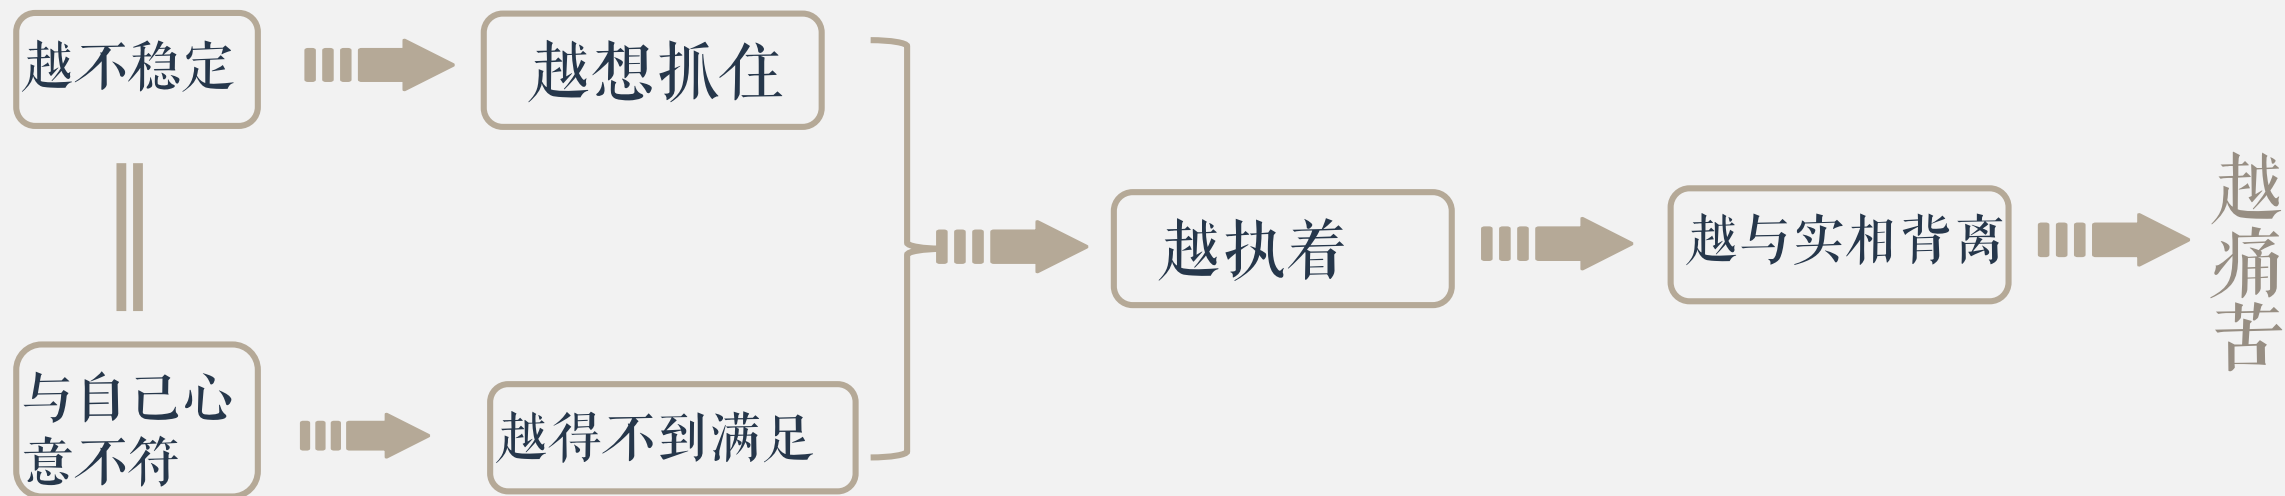 越不稳定
越想抓住
与自己心
意不符
越得不到满足
越执着
越与实相背离
越痛苦